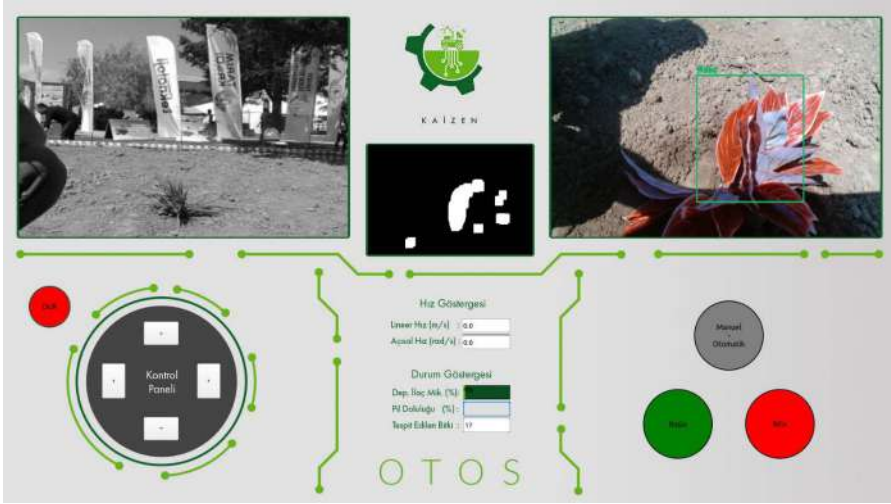 KAİZEN
Hız Göstergesi
Lineer Hız (m/s) : 0.0
Açısal Hız (rad/s) : 0.0
Durum Göstergesi
Dep. İlaç Mik. (%):
Pil Doluluğu (%) :
Tespit Edilen Bitki : 17
Kontrol
Paneli
Manuel
-
Otomatik
OTOS